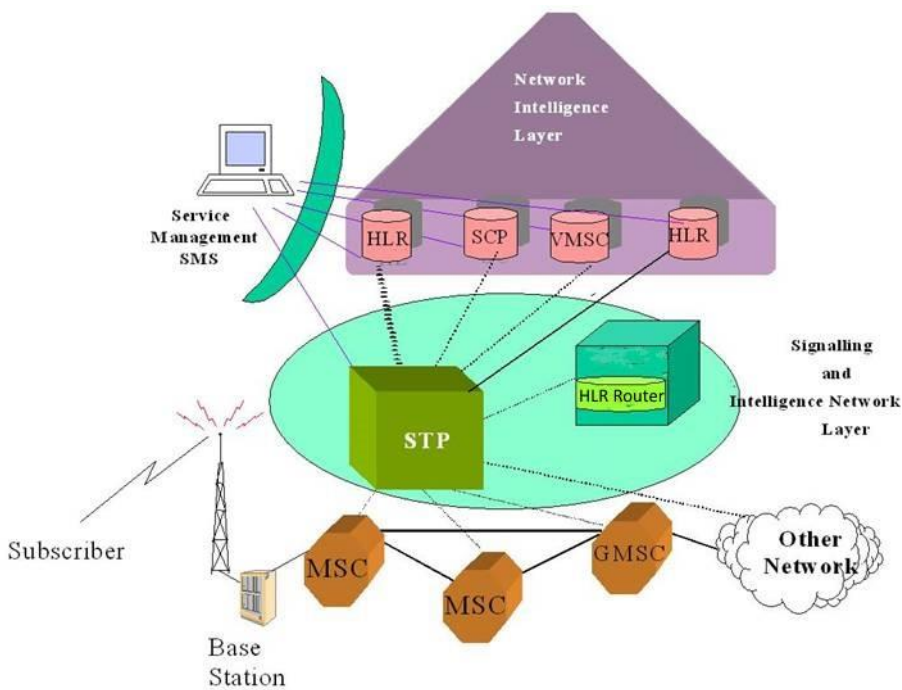 Network
Intelligence
Layer
Service
Management
SMS
HLR
SCP
VMSC
HLR
HLR Router
Signalling
and
Intelligence Network
Layer
STP
Subscriber
MSC
MSC
GMSC
Other
Network
Base
Station